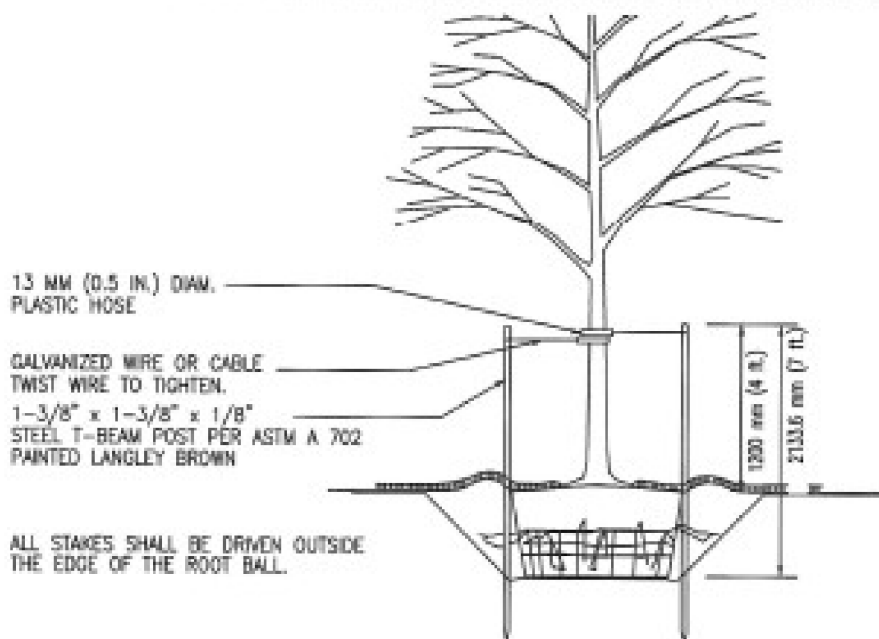 13 MM (0.5 IN.) DIAM.
PLASTIC HOSE
GALVANIZED WIRE OR CABLE
TWIST WIRE TO TIGHTEN.
1-3/8" x 1-3/8" x 1/8"
STEEL T-BEAM POST PER ASTM A 702
PAINTED LANGLEY BROWN
ALL STAKES SHALL BE DRIVEN OUTSIDE
THE EDGE OF THE ROOT BALL.
1200 mm (4 ft.)
2133.6 mm (7 ft.)